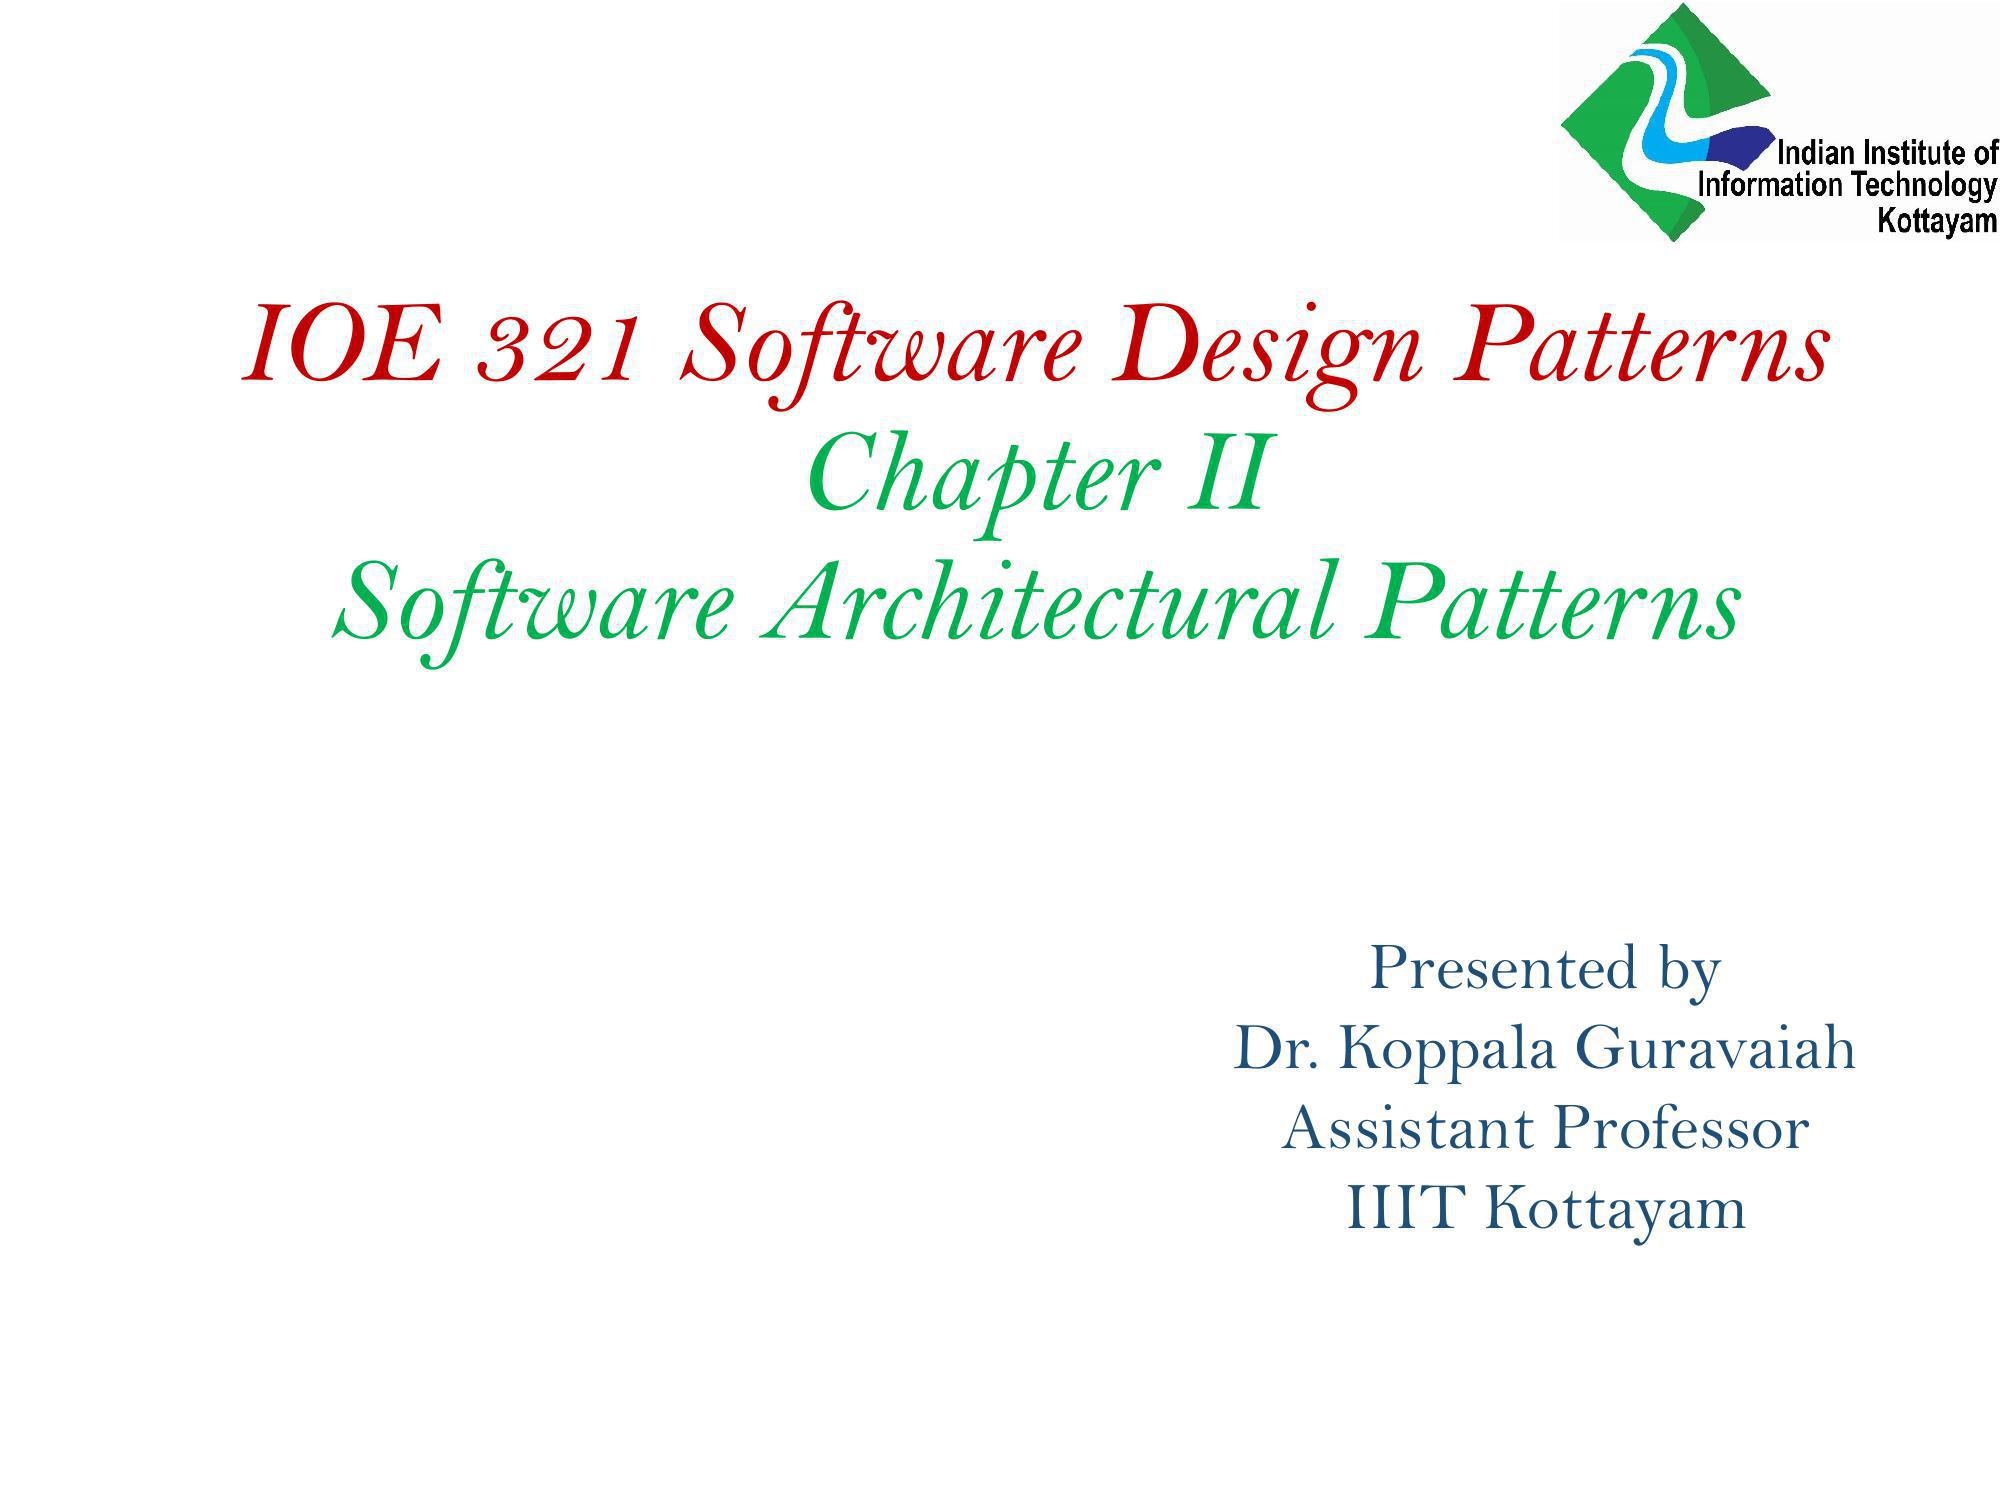 Indian Institute of
Information Technology
Kottayam
IOE 321 Software Design Patterns
Chapter II
Software Architectural Patterns
Presented by
Dr. Koppala Guravaiah
Assistant Professor
IIIT Kottayam